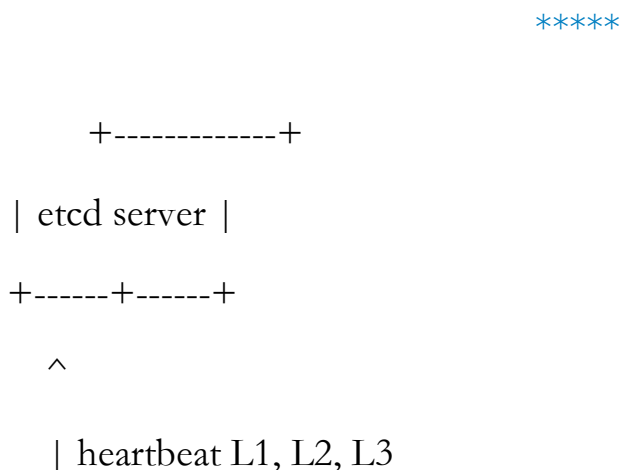 *****
+-------------+
| etcd server |
+------+------+
^
| heartbeat L1, L2, L3